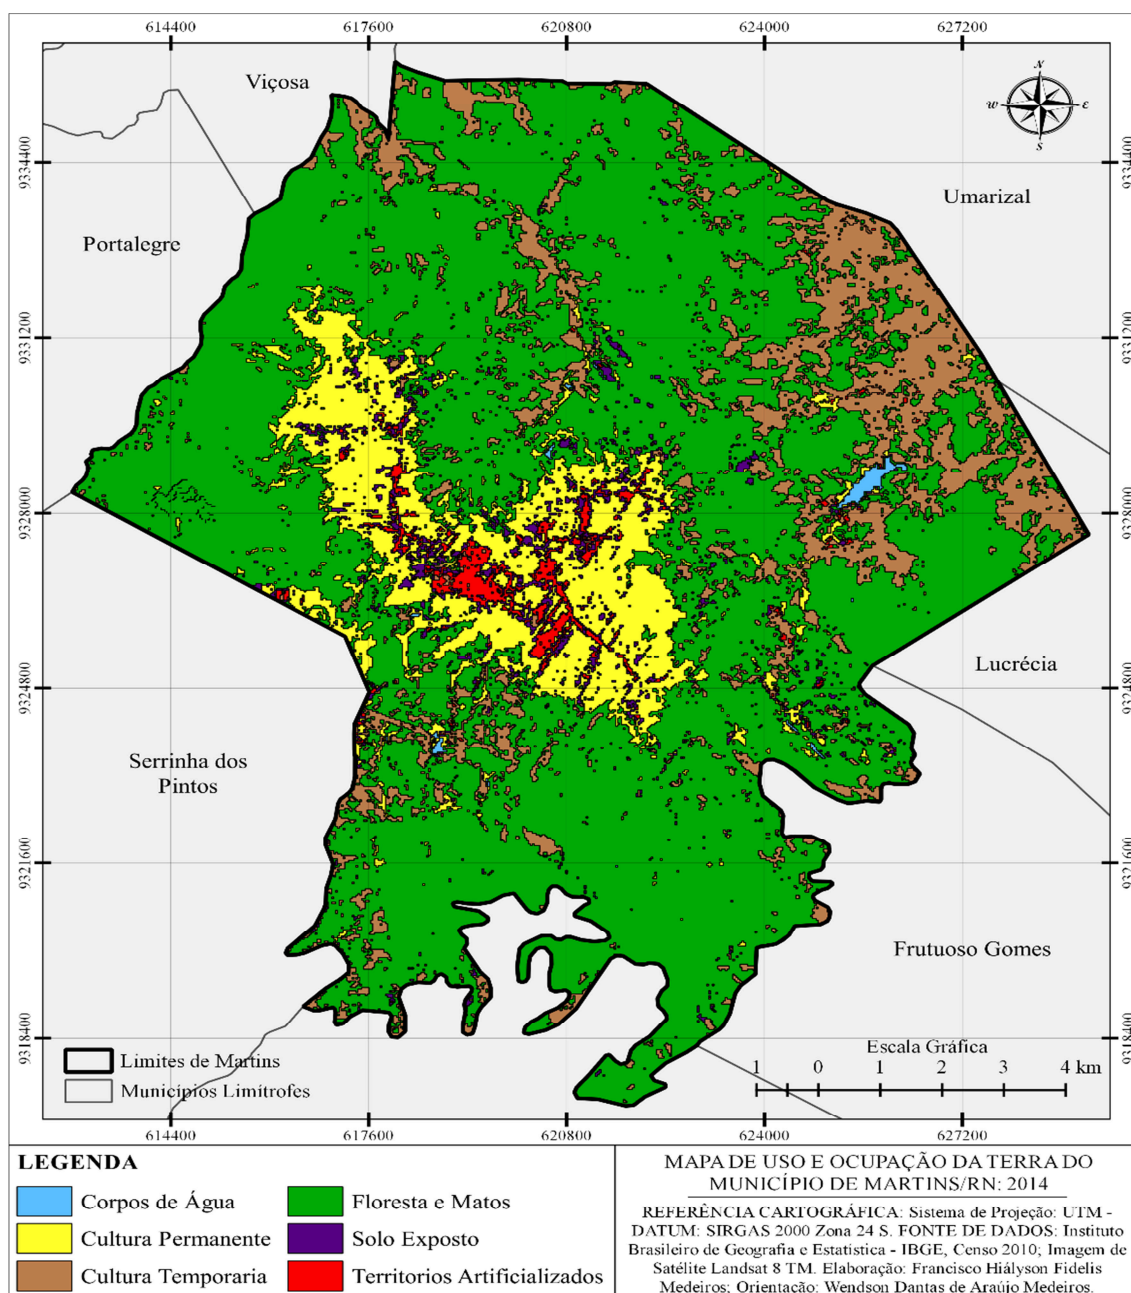 614400 617600 620800 624000 627200
Viçosa
N
W E
S
9334400 9334400
Umarizal
Portalegre
9331200 9331200
9328000 9328000
Lucrécia
9324800 9324800
Serrinha dos
Pintos
9321600 9321600
Frutuoso Gomes
9318400 9318400
Escala Gráfica
1 0 1 2 3 4 km
Limites de Martins
Municípios Limítrofes
614400 617600 620800 624000 627200
LEGENDA
Corpos de Água
Cultura Permanente
Cultura Temporaria
Floresta e Matos
Solo Exposto
Territorios Artificializados
MAPA DE USO E OCUPAÇÃO DA TERRA DO
MUNICÍPIO DE MARTINS/RN: 2014
REFERÊNCIA CARTOGRÁFICA: Sistema de Projeção: UTM -
DATUM: SIRGAS 2000 Zona 24 S. FONTE DE DADOS: Instituto
Brasileiro de Geografia e Estatistica - IBGE, Censo 2010; Imagem de
Satélite Landsat 8 TM. Elaboração: Francisco Hiályson Fidelis
Medeiros; Orientação: Wendson Dantas de Araújo Medeiros.